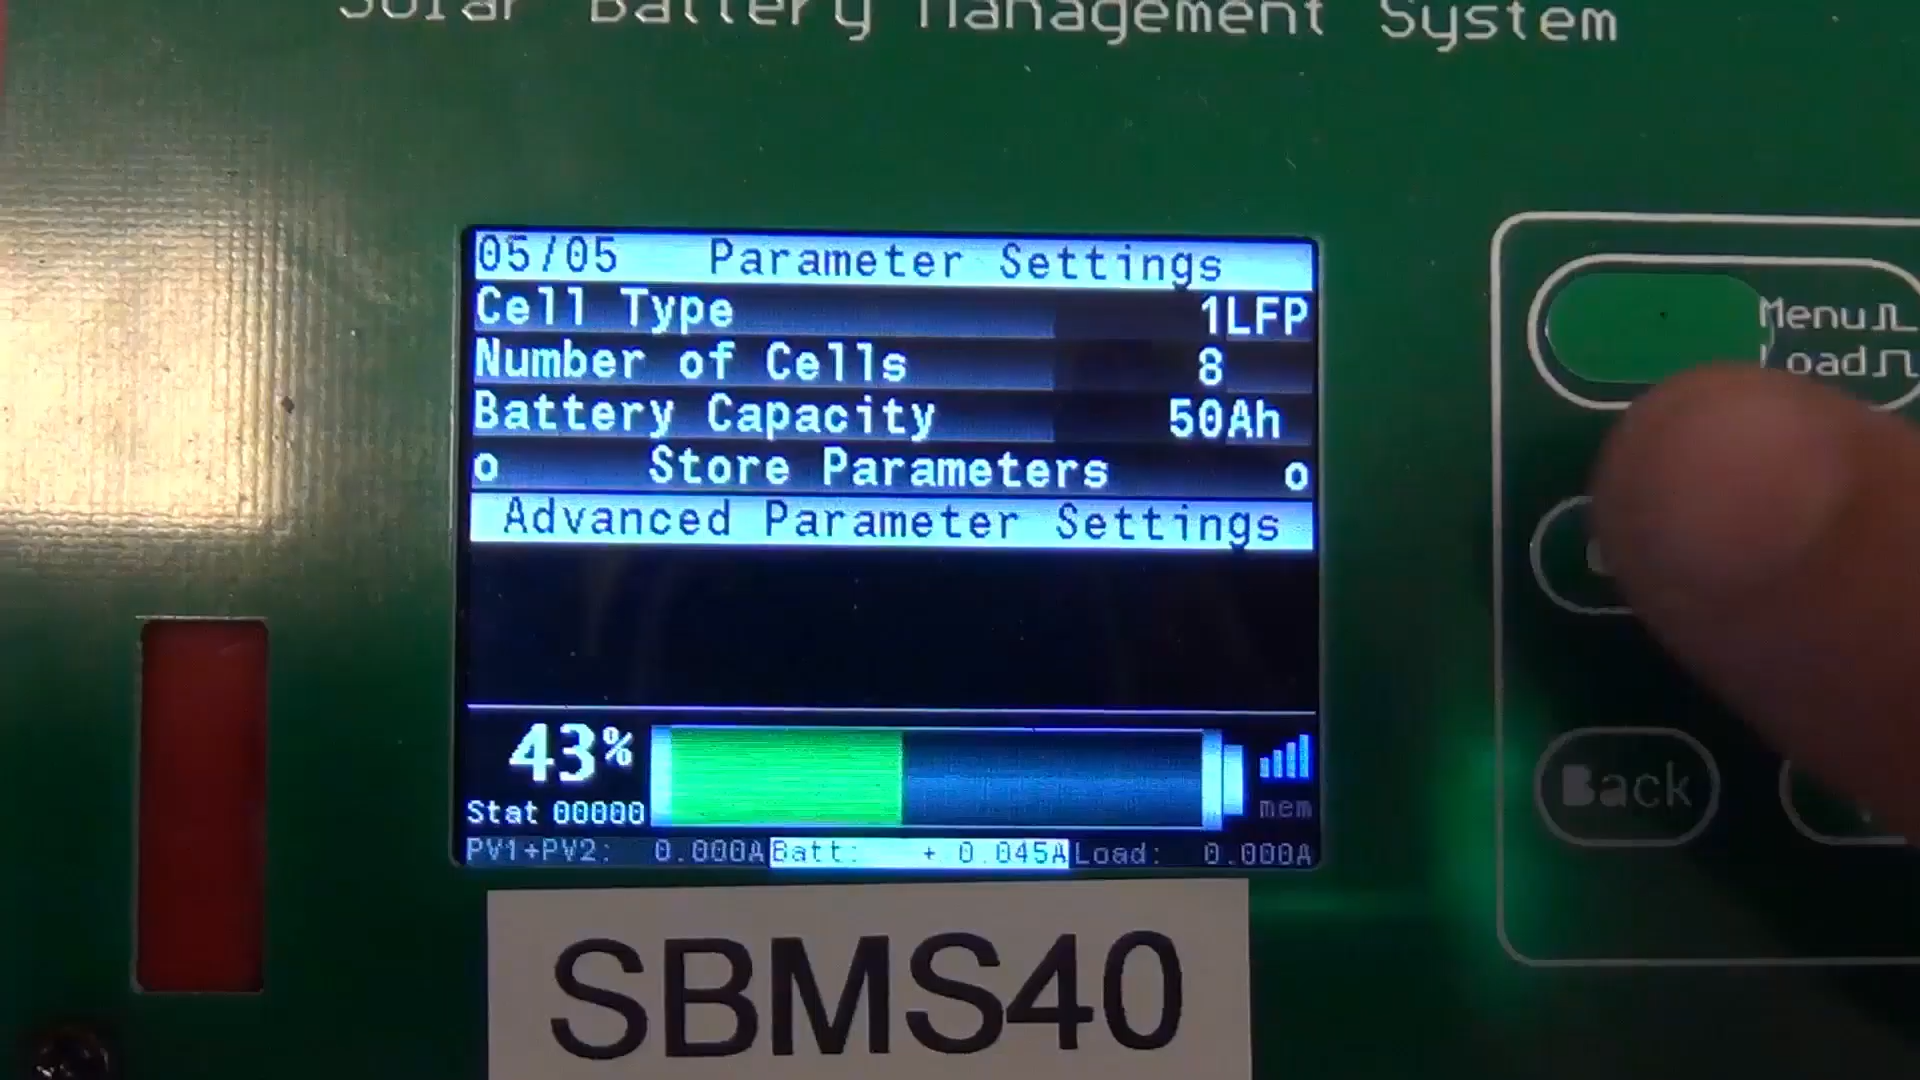 Solar Battery Management System
05/05 Parameter Settings
Cell Type 1LFP
Number of Cells 8
Battery Capacity 50Ah
o Store Parameters o
Advanced Parameter Settings
43%
Stat 00000
mem
PV1+PV2: 0.000A Batt: + 0.045A Load: 0.000A
Menu
Load
Back
SBMS40